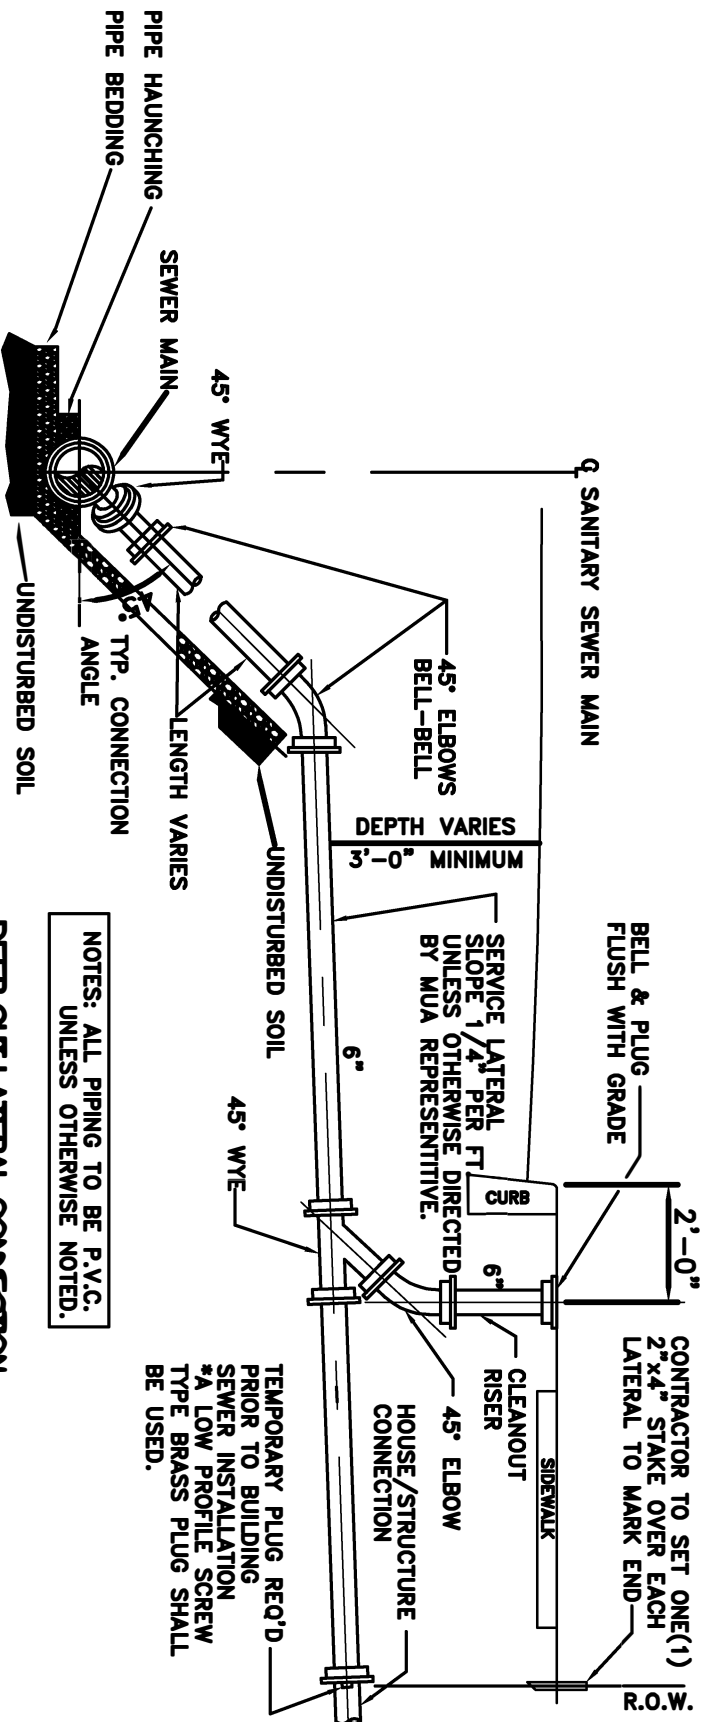 CONTRACTOR TO SET ONE(1)
2"x4" STAKE OVER EACH
LATERAL TO MARK END
R.O.W.
2'-0"
BELL & PLUG
FLUSH WITH GRADE
℄ SANITARY SEWER MAIN
CURB
SIDEWALK
DEPTH VARIES
3'-0" MINIMUM
SERVICE LATERAL
SLOPE 1/4" PER FT.
UNLESS OTHERWISE DIRECTED
BY MUA REPRESENTITIVE.
6"
CLEANOUT
RISER
45° ELBOW
HOUSE/STRUCTURE
CONNECTION
45° ELBOWS
BELL-BELL
6"
45° WYE
45° WYE
SEWER MAIN
PIPE HAUNCHING
PIPE BEDDING
45°
TYP. CONNECTION
ANGLE
LENGTH VARIES
UNDISTURBED SOIL
UNDISTURBED SOIL
TEMPORARY PLUG REQ'D
PRIOR TO BUILDING
SEWER INSTALLATION
*A LOW PROFILE SCREW
TYPE BRASS PLUG SHALL
BE USED.
NOTES: ALL PIPING TO BE P.V.C.
UNLESS OTHERWISE NOTED.